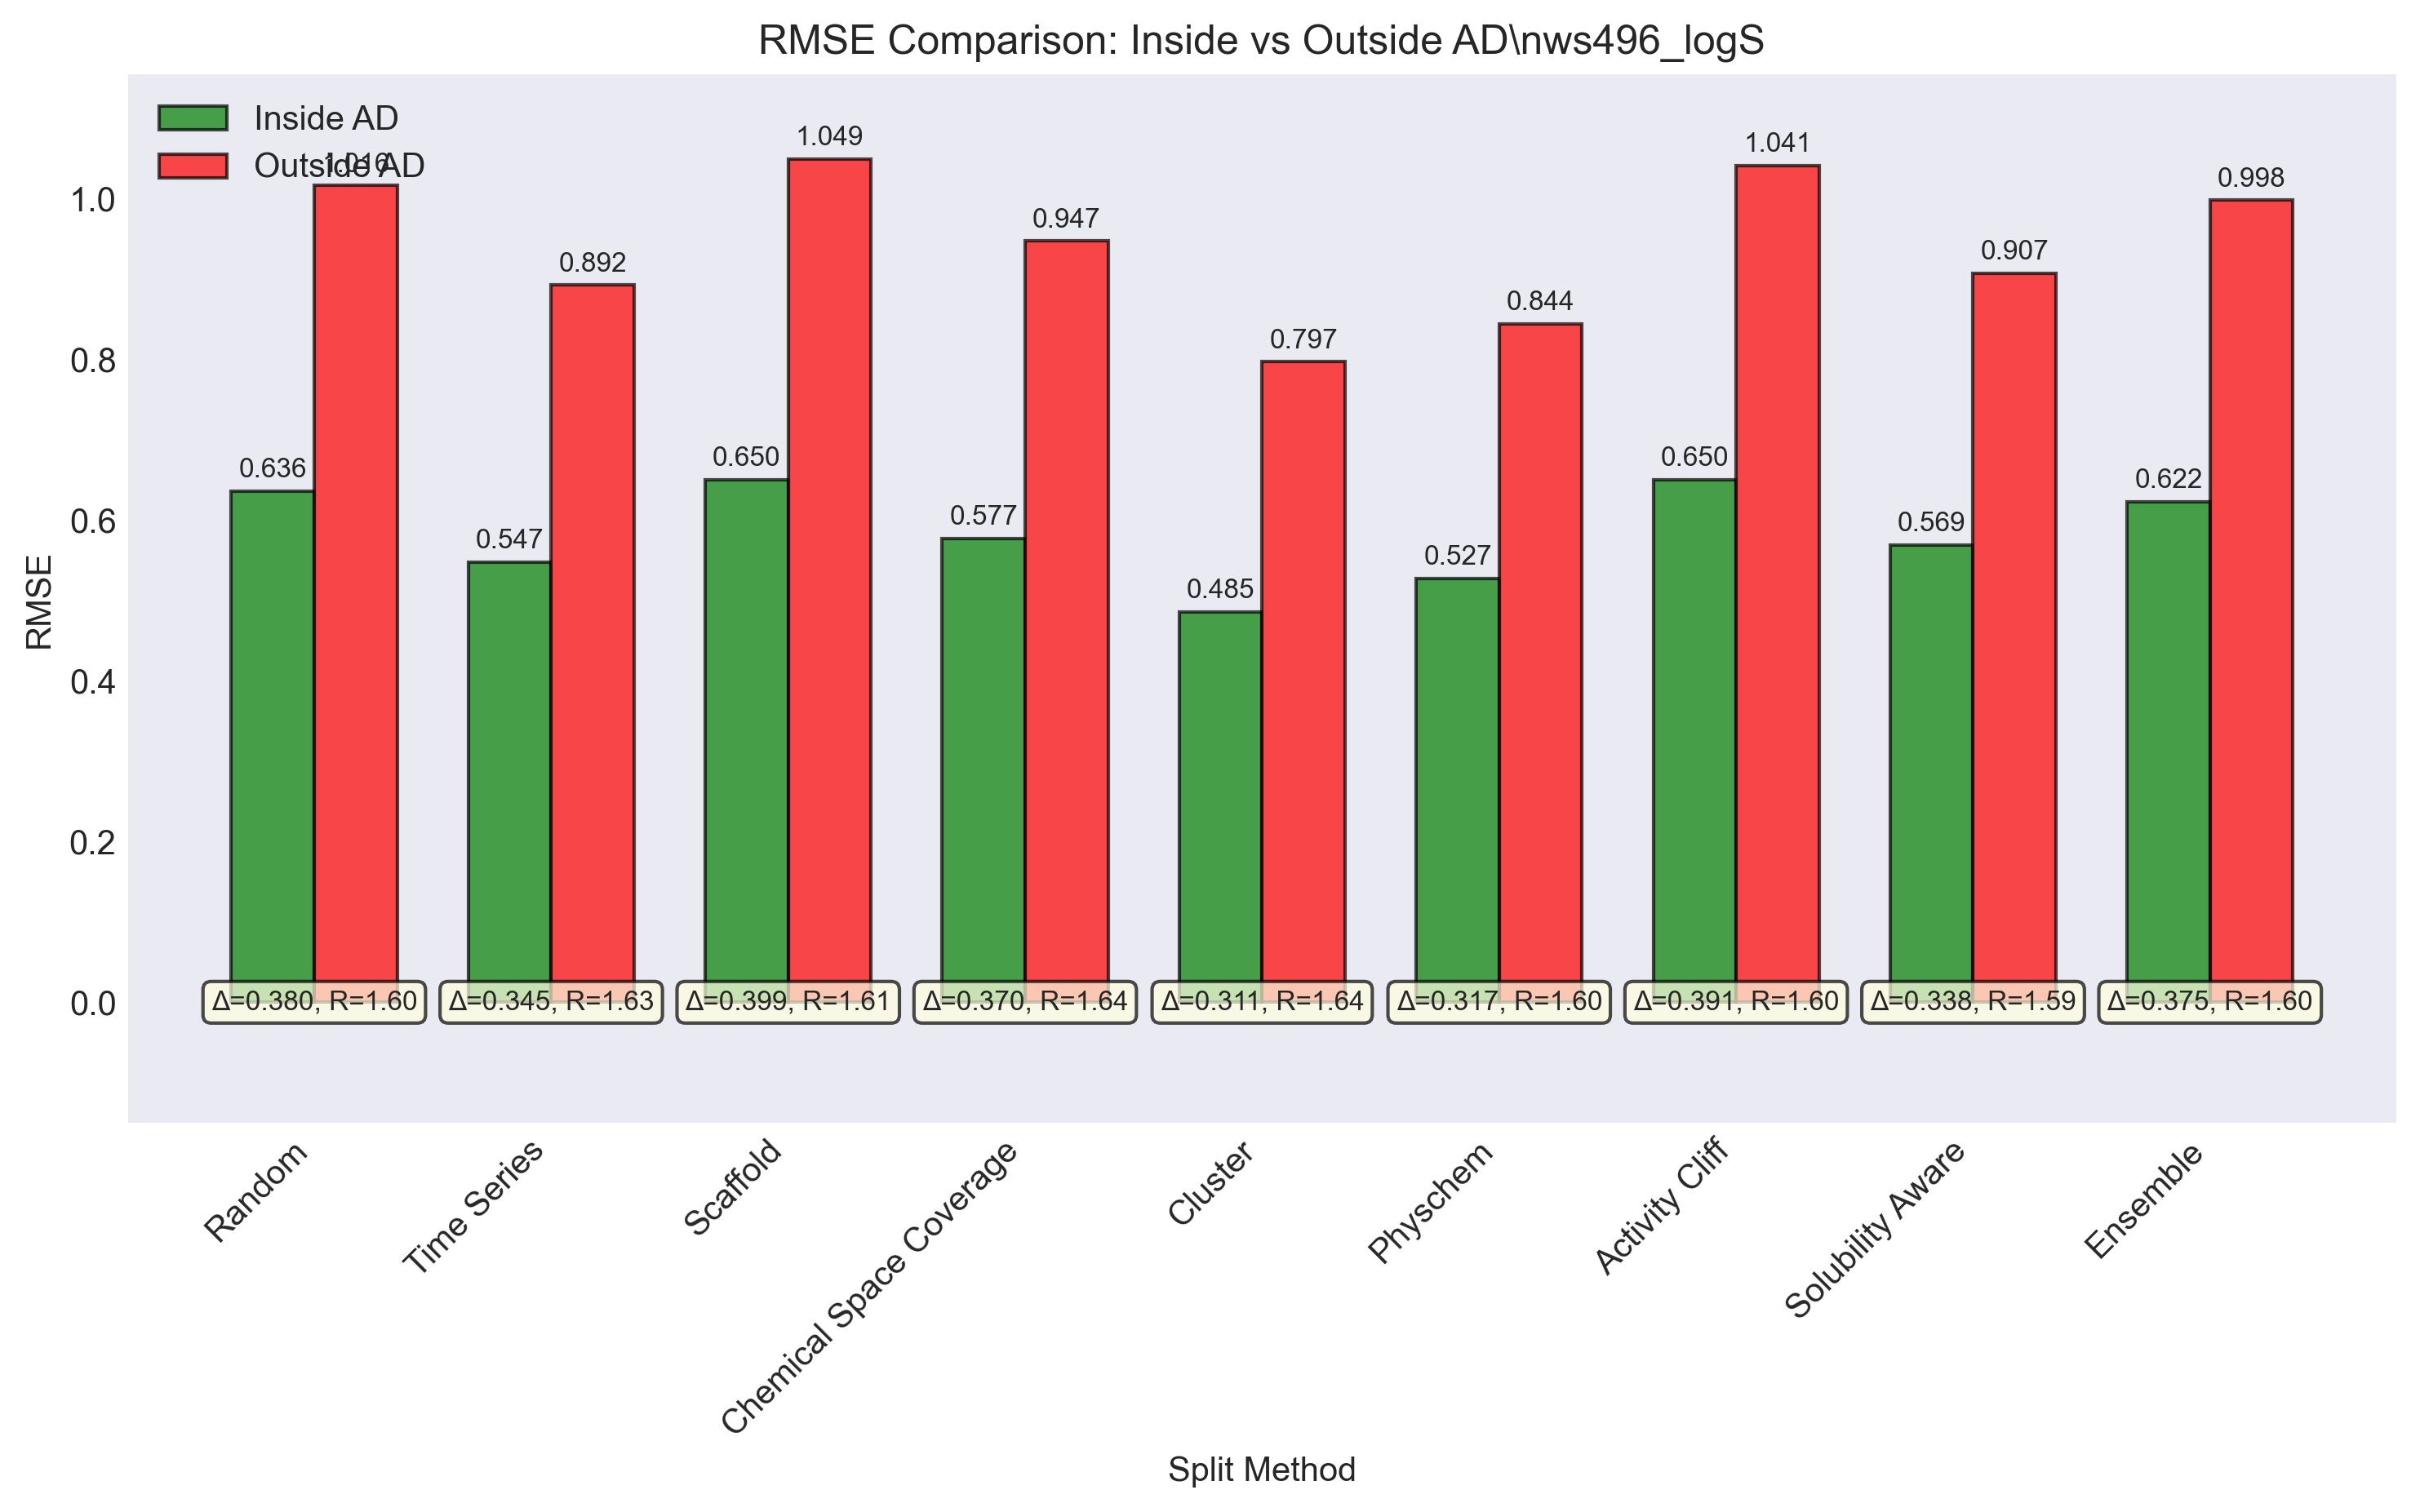 RMSE Comparison: Inside vs Outside AD\nws496_logS
Inside AD
Outside AD
1.016
1.049
1.041
0.998
0.947
0.907
0.892
0.844
0.797
0.636
0.547
0.650
0.577
0.485
0.527
0.650
0.569
0.622
1.0
0.8
0.6
0.4
0.2
0.0
RMSE
Δ=0.380, R=1.60
Δ=0.345, R=1.63
Δ=0.399, R=1.61
Δ=0.370, R=1.64
Δ=0.311, R=1.64
Δ=0.317, R=1.60
Δ=0.391, R=1.60
Δ=0.338, R=1.59
Δ=0.375, R=1.60
Random
Time Series
Scaffold
Chemical Space Coverage
Cluster
Physchem
Activity Cliff
Solubility Aware
Ensemble
Split Method